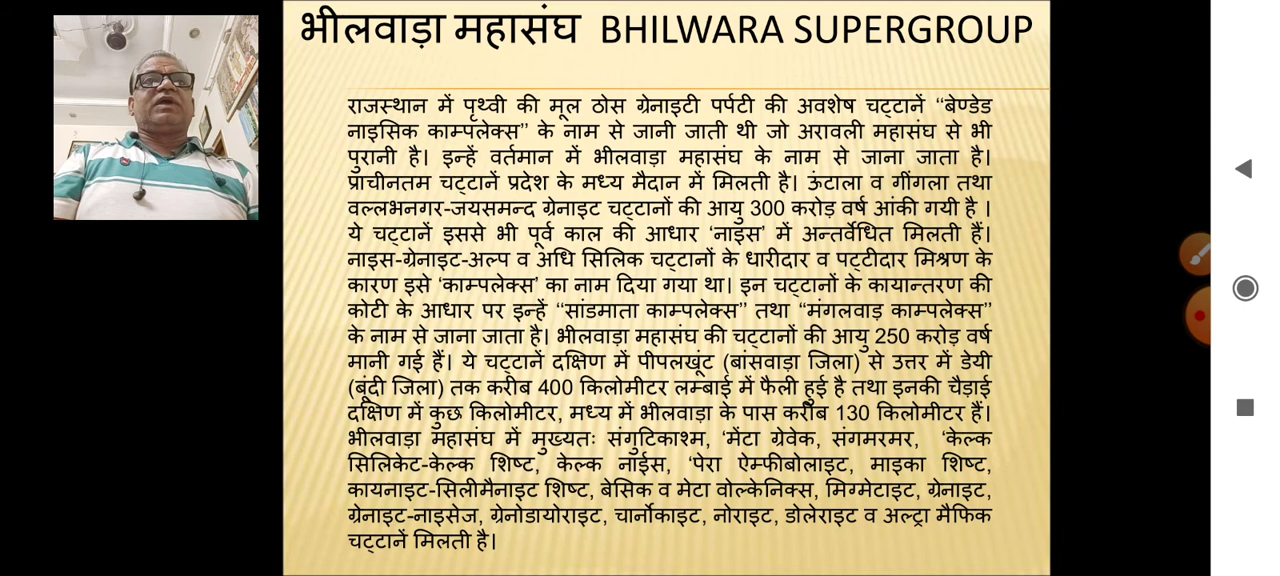 भीलवाड़ा महासंघ BHILWARA SUPERGROUP
राजस्थान में पृथ्वी की मूल ठोस ग्रेनाइटी पर्पटी की अवशेष चट्टानें “बेण्डेड
नाइसिक काम्पलेक्स” के नाम से जानी जाती थी जो अरावली महासंघ से भी
पुरानी है। इन्हें वर्तमान में भीलवाड़ा महासंघ के नाम से जाना जाता है।
प्राचीनतम चट्टानें प्रदेश के मध्य मैदान में मिलती है। ऊंटाला व गींगला तथा
वल्लभनगर-जयसमन्द ग्रेनाइट चट्टानों की आयु 300 करोड़ वर्ष आंकी गयी है ।
ये चट्टानें इससे भी पूर्व काल की आधार ‘नाइस’ में अन्तर्वेधित मिलती हैं।
नाइस-ग्रेनाइट-अल्प व अधि सिलिक चट्टानों के धारीदार व पट्टीदार मिश्रण के
कारण इसे ‘काम्पलेक्स’ का नाम दिया गया था। इन चट्टानों के कायान्तरण की
कोटी के आधार पर इन्हें “सांडमाता काम्पलेक्स” तथा “मंगलवाड़ काम्पलेक्स”
के नाम से जाना जाता है। भीलवाड़ा महासंघ की चट्टानों की आयु 250 करोड़ वर्ष
मानी गई हैं। ये चट्टानें दक्षिण में पीपलखूंट (बांसवाड़ा जिला) से उत्तर में डेयी
(बूंदी जिला) तक करीब 400 किलोमीटर लम्बाई में फैली हुई है तथा इनकी चैड़ाई
दक्षिण में कुछ किलोमीटर, मध्य में भीलवाड़ा के पास करीब 130 किलोमीटर हैं।
भीलवाड़ा महासंघ में मुख्यतः संगुटिकाश्म, ‘मेंटा ग्रेवेक, संगमरमर, ‘केल्क
सिलिकेट-केल्क शिष्ट, केल्क नाईस, ‘पेरा ऐम्फीबोलाइट, माइका शिष्ट,
कायनाइट-सिलीमैनाइट शिष्ट, बेसिक व मेटा वोल्केनिक्स, मिग्मेटाइट, ग्रेनाइट,
ग्रेनाइट-नाइसेज, ग्रेनोडायोराइट, चार्नोकाइट, नोराइट, डोलेराइट व अल्ट्रा मैफिक
चट्टानें मिलती है।